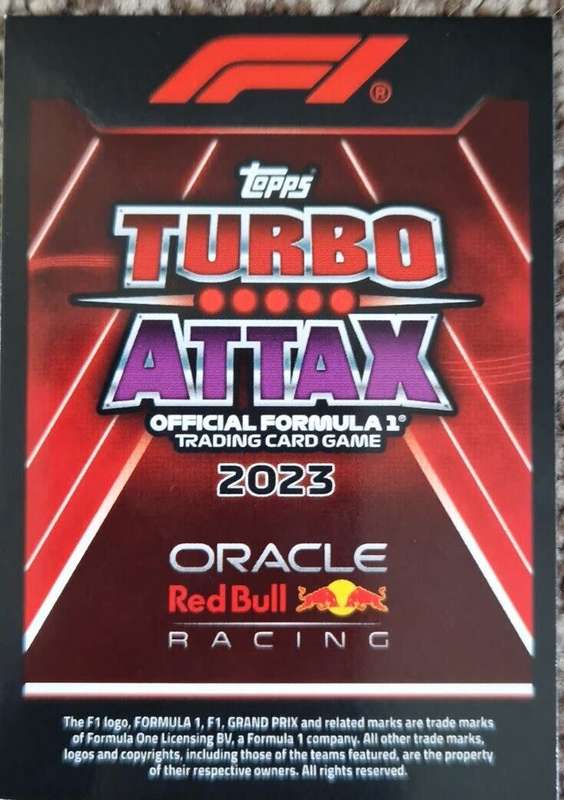 F1®
Topps
TURBO
ATTAX
OFFICIAL FORMULA 1®
TRADING CARD GAME
2023
ORACLE
Red Bull
RACING
The F1 logo, FORMULA 1, F1, GRAND PRIX and related marks are trade marks
of Formula One Licensing BV, a Formula 1 company. All other trade marks,
logos and copyrights, including those of the teams featured, are the property
of their respective owners. All rights reserved.